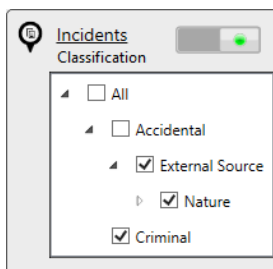 Incidents
Classification
All
Accidental
External Source
Nature
Criminal